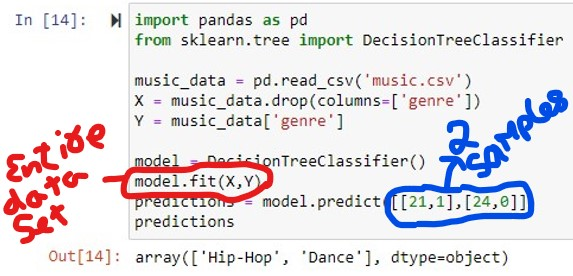 In [14]:
import pandas as pd
from sklearn.tree import DecisionTreeClassifier
music_data = pd.read_csv('music.csv')
X = music_data.drop(columns=['genre'])
Y = music_data['genre']
model = DecisionTreeClassifier()
model.fit(X,Y)
predictions = model.predict([[21,1],[24,0]])
predictions
Entire
data
set
2
samples
Out[14]: array(['Hip-Hop', 'Dance'], dtype=object)